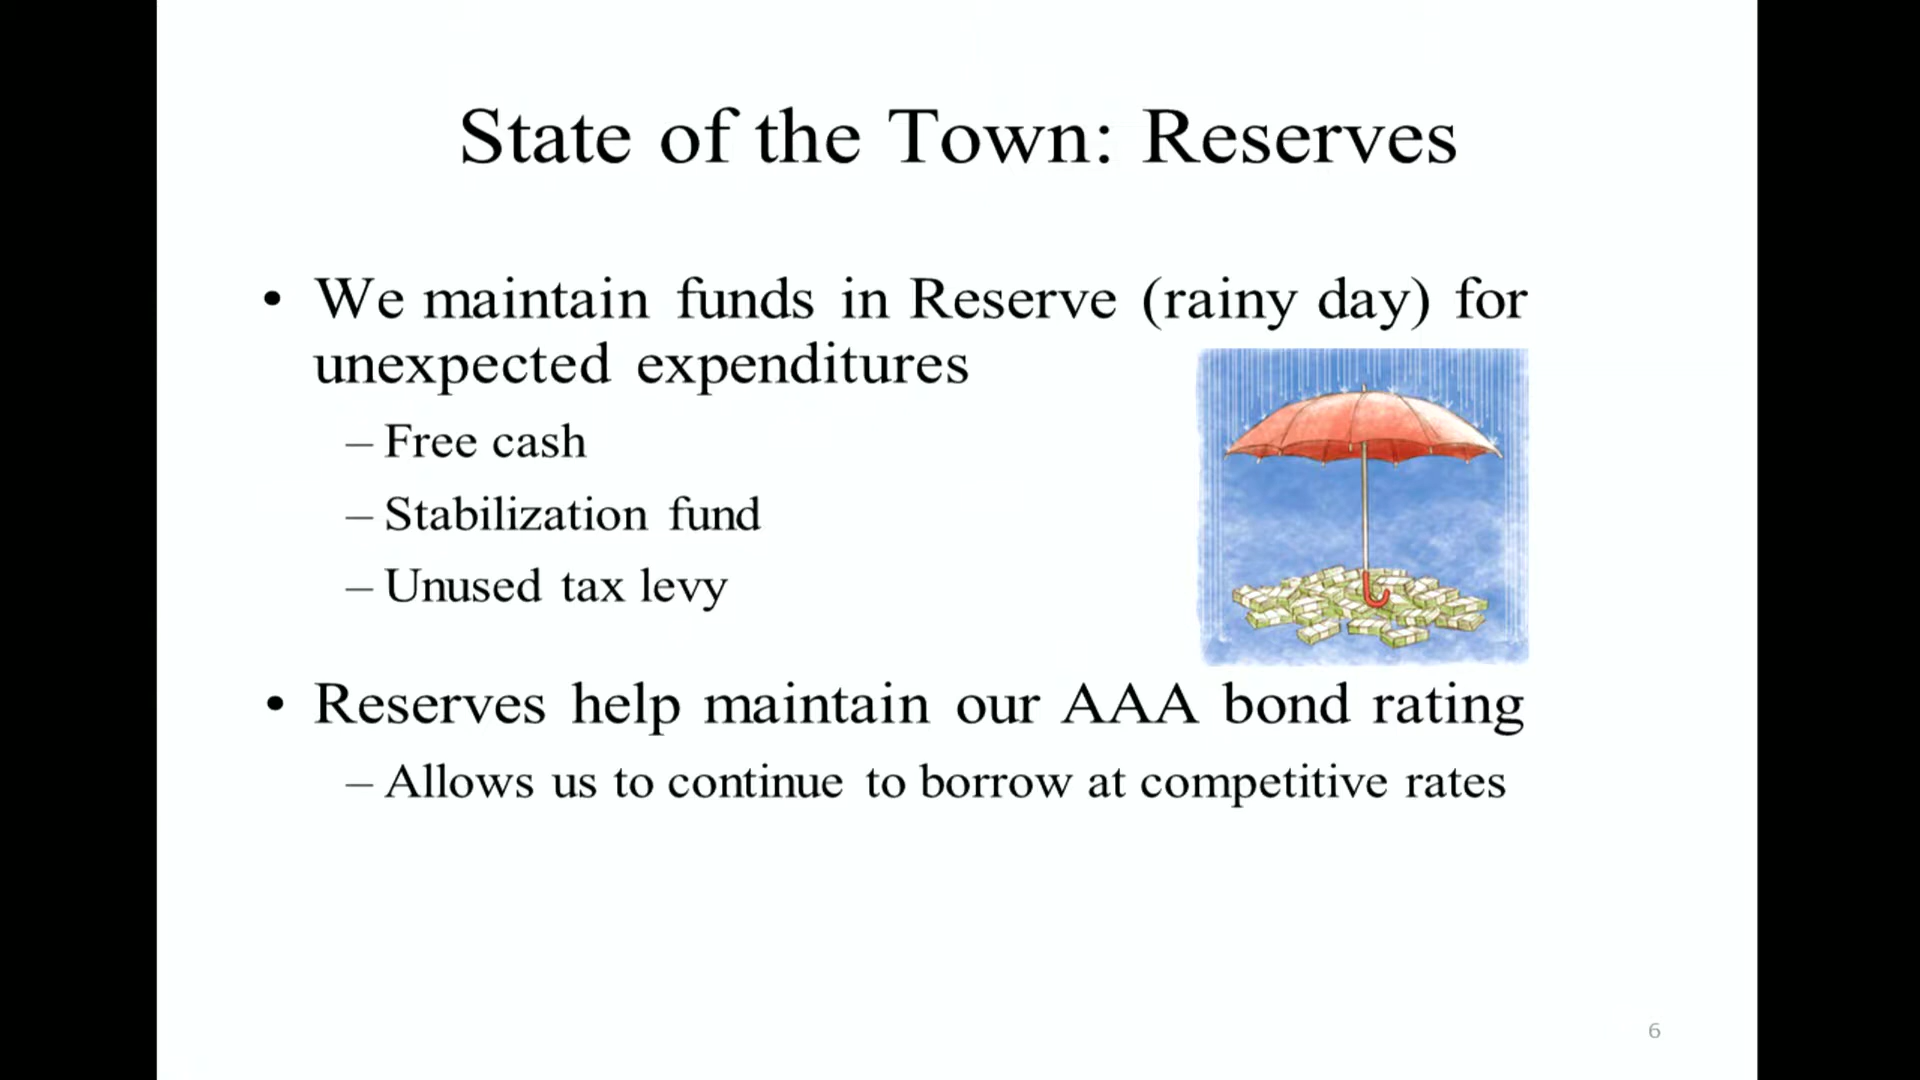 State of the Town: Reserves
• We maintain funds in Reserve (rainy day) for
unexpected expenditures
– Free cash
– Stabilization fund
– Unused tax levy
• Reserves help maintain our AAA bond rating
– Allows us to continue to borrow at competitive rates
6